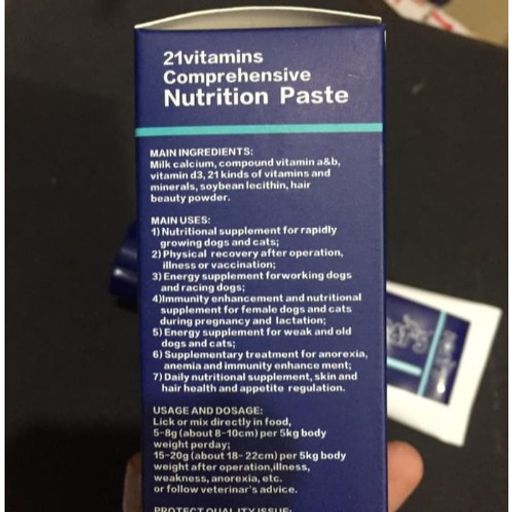 21vitamins
Comprehensive
Nutrition Paste
MAIN INGREDIENTS:
Milk calcium, compound vitamin a&b,
vitamin d3, 21 kinds of vitamins and
minerals, soybean lecithin, hair
beauty powder.
MAIN USES:
1) Nutritional supplement for rapidly
growing dogs and cats;
2) Physical recovery after operation,
illness or vaccination;
3) Energy supplement forworking dogs
and racing dogs;
4)Immunity enhancement and nutritional
supplement for female dogs and cats
during pregnancy and lactation;
5) Energy supplement for weak and old
dogs and cats;
6) Supplementary treatment for anorexia,
anemia and immunity enhance ment;
7) Daily nutritional supplement, skin and
hair health and appetite regulation.
USAGE AND DOSAGE:
Lick or mix directly in food,
5-8g (about 8-10cm) per 5kg body
weight perday;
15-20g (about 18- 22cm) per 5kg body
weight after operation,illness,
weakness, anorexia, etc.
or follow veterinar's advice.
PROTECT QUALITY ISSUE: